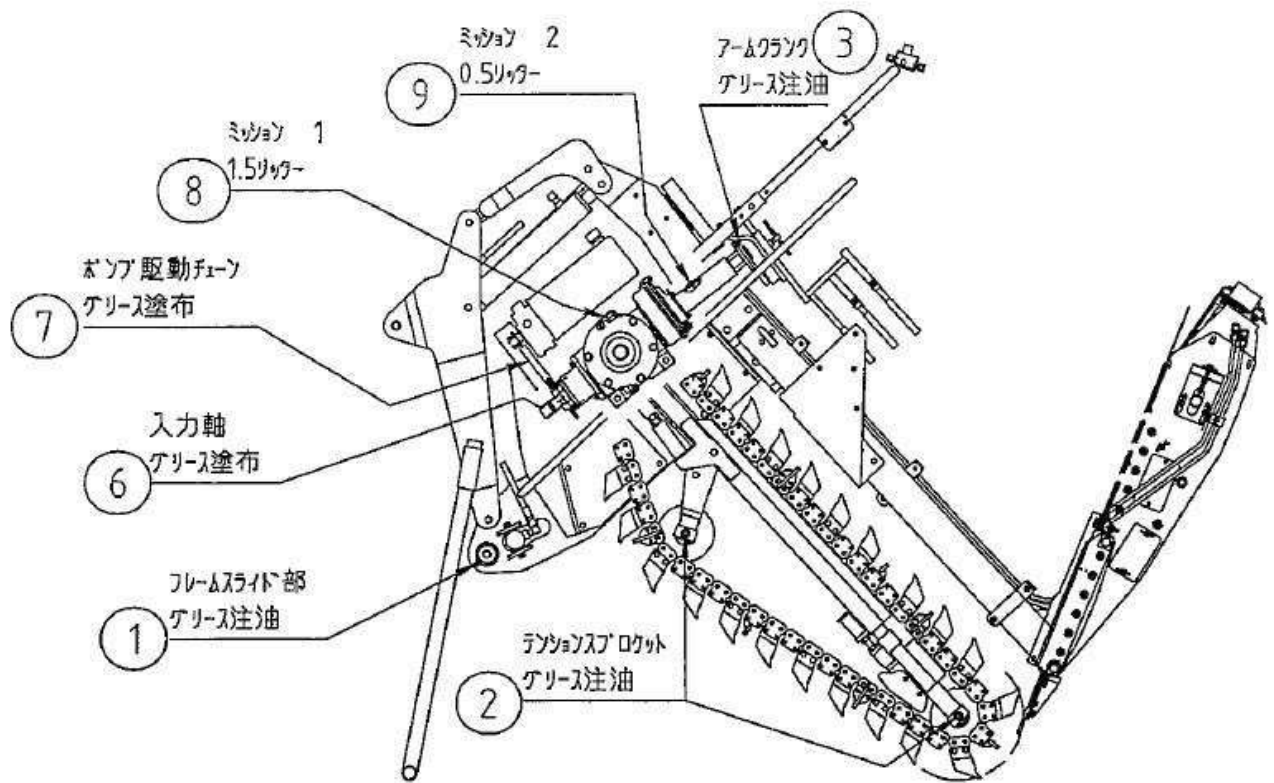 ミッション 2
0.5リッター
9
アームクランク
グリース注油
3
ミッション 1
1.5リッター
8
ポンプ駆動チェーン
グリース塗布
7
入力軸
グリース塗布
6
フレームスライド部
グリース注油
1
テンションスプロケット
グリース注油
2